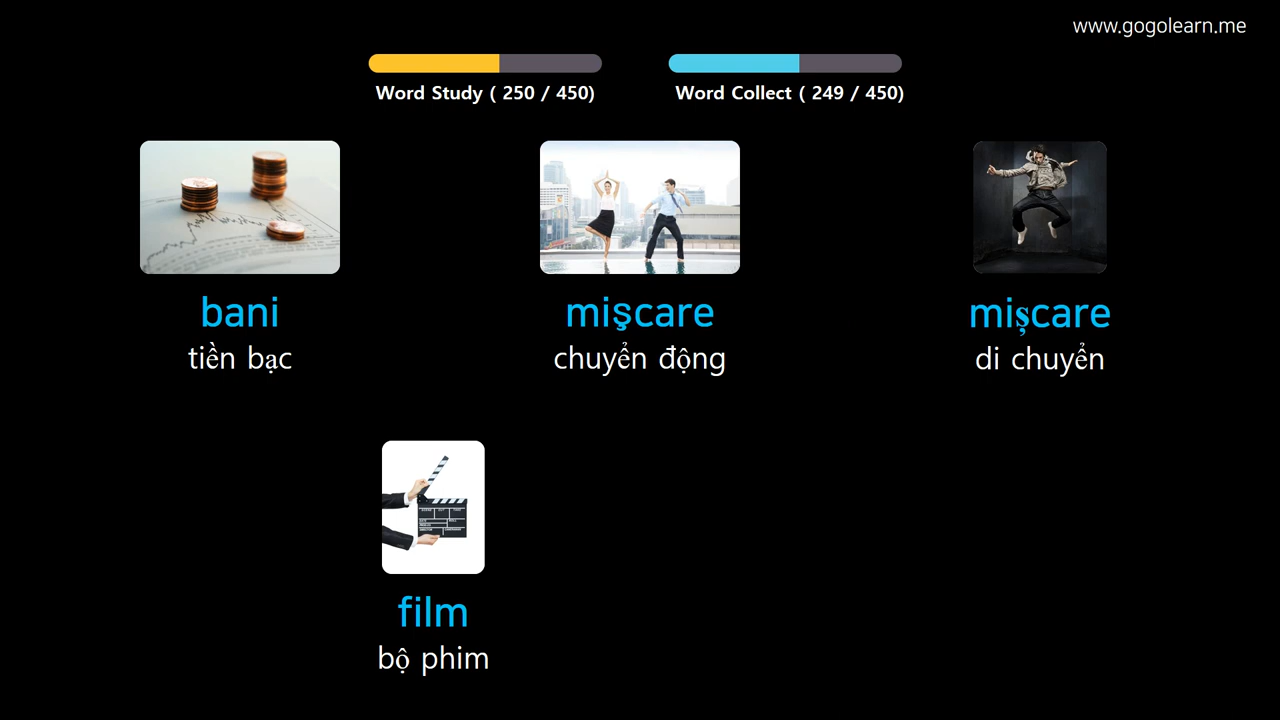 www.gogolearn.me
Word Study ( 250 / 450)
Word Collect ( 249 / 450)
bani
tiền bạc
mişcare
chuyển động
mișcare
di chuyển
film
bộ phim